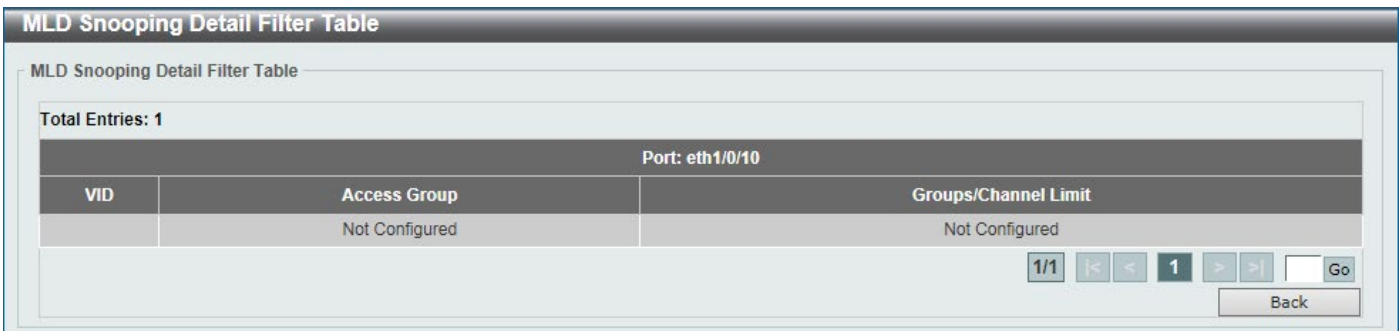 MLD Snooping Detail Filter Table
MLD Snooping Detail Filter Table
Total Entries: 1
Port: eth1/0/10
VID Access Group Groups/Channel Limit
Not Configured Not Configured
1/1 |< < 1 > >| Go
Back